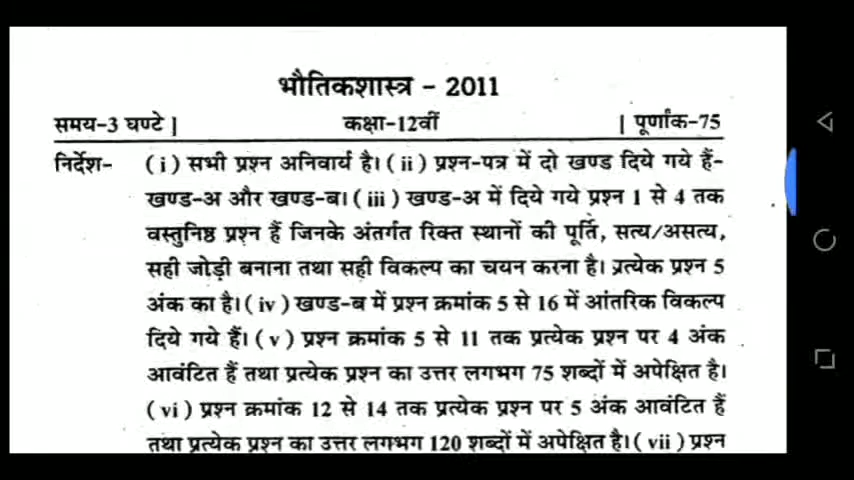 भौतिकशास्त्र - 2011
समय-3 घण्टे ] कक्षा-12वीं [ पूर्णांक-75
निर्देश- (i) सभी प्रश्न अनिवार्य है। (ii) प्रश्न-पत्र में दो खण्ड दिये गये हैं-
खण्ड-अ और खण्ड-ब। (iii) खण्ड-अ में दिये गये प्रश्न 1 से 4 तक
वस्तुनिष्ठ प्रश्न हैं जिनके अंतर्गत रिक्त स्थानों की पूर्ति, सत्य/असत्य,
सही जोड़ी बनाना तथा सही विकल्प का चयन करना है। प्रत्येक प्रश्न 5
अंक का है। (iv) खण्ड-ब में प्रश्न क्रमांक 5 से 16 में आंतरिक विकल्प
दिये गये हैं। (v) प्रश्न क्रमांक 5 से 11 तक प्रत्येक प्रश्न पर 4 अंक
आवंटित हैं तथा प्रत्येक प्रश्न का उत्तर लगभग 75 शब्दों में अपेक्षित है।
(vi) प्रश्न क्रमांक 12 से 14 तक प्रत्येक प्रश्न पर 5 अंक आवंटित हैं
तथा प्रत्येक प्रश्न का उत्तर लगभग 120 शब्दों में अपेक्षित है। (vii) प्रश्न